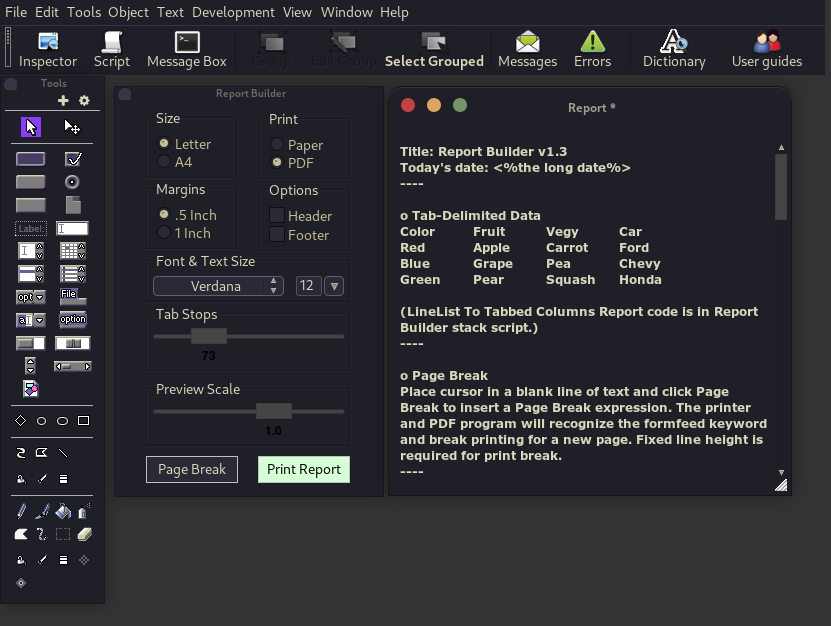 File Edit Tools Object Text Development View Window Help
Inspector Script Message Box Group Edit Group Select Grouped Messages Errors Dictionary User guides
Tools
Label:
opt
File
option
Report Builder
Size
Letter
A4
Print
Paper
PDF
Margins
.5 Inch
1 Inch
Options
Header
Footer
Font & Text Size
Verdana 12
Tab Stops
73
Preview Scale
1.0
Page Break Print Report
Report *
Title: Report Builder v1.3
Today's date: <%the long date%>
----
o Tab-Delimited Data
Color Fruit Vegy Car
Red Apple Carrot Ford
Blue Grape Pea Chevy
Green Pear Squash Honda
(LineList To Tabbed Columns Report code is in Report
Builder stack script.)
----
o Page Break
Place cursor in a blank line of text and click Page
Break to insert a Page Break expression. The printer
and PDF program will recognize the formfeed keyword
and break printing for a new page. Fixed line height is
required for print break.
----